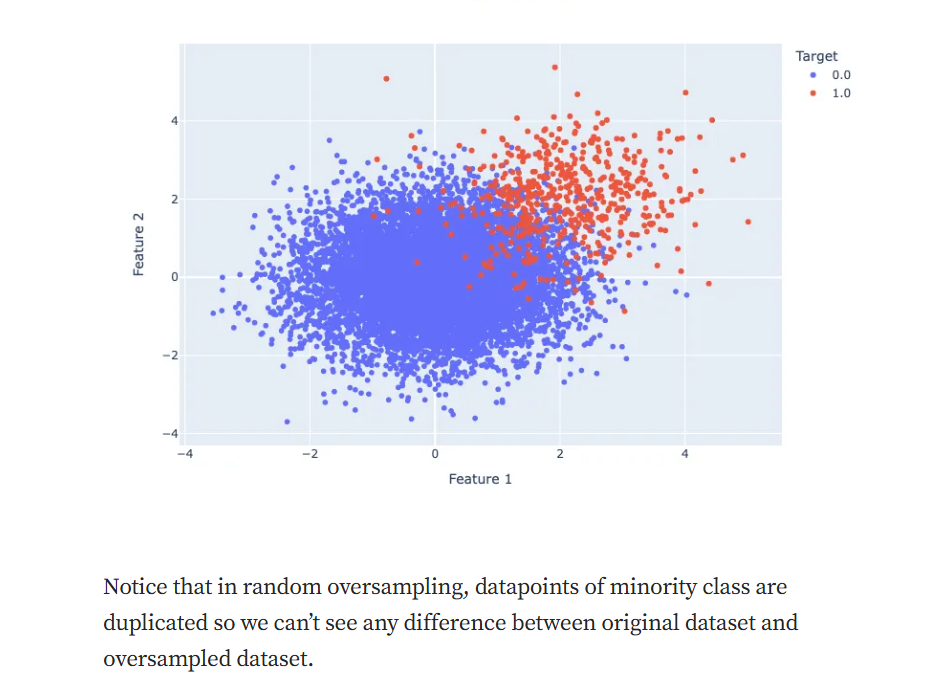 Target
0.0
1.0
4
2
0
−2
−4
Feature 2
−4
−2
0
2
4
Feature 1
Notice that in random oversampling, datapoints of minority class are
duplicated so we can’t see any difference between original dataset and
oversampled dataset.